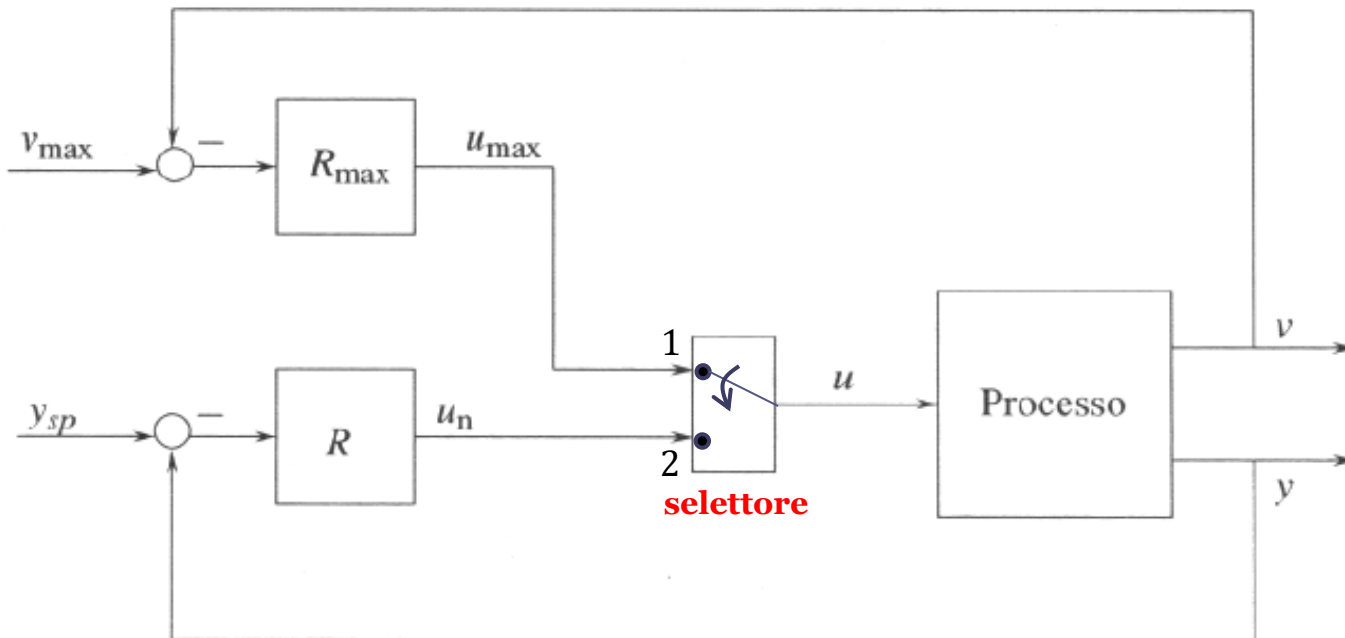 v_max
−
R_max
u_max
1
2
selettore
u
Processo
v
y
y_sp
−
R
u_n